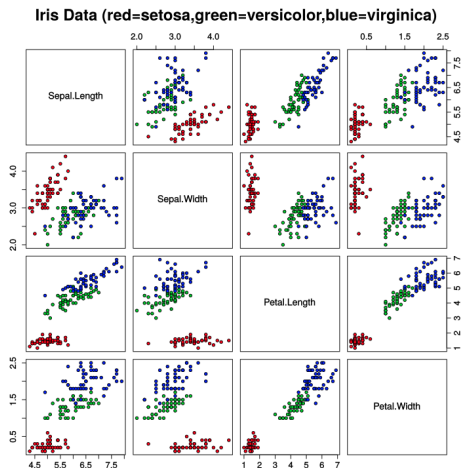 Iris Data (red=setosa,green=versicolor,blue=virginica)
2.0 3.0 4.0
0.5 1.5 2.5
Sepal.Length
4.5 5.5 6.5 7.5
2.0 3.0 4.0
Sepal.Width
Petal.Length
1 2 3 4 5 6 7
0.5 1.5 2.5
Petal.Width
4.5 5.5 6.5 7.5
1 2 3 4 5 6 7